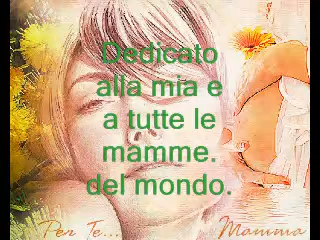 Dedicato
alla mia e
a tutte le
mamme.
del mondo.
Per Te... Mamma